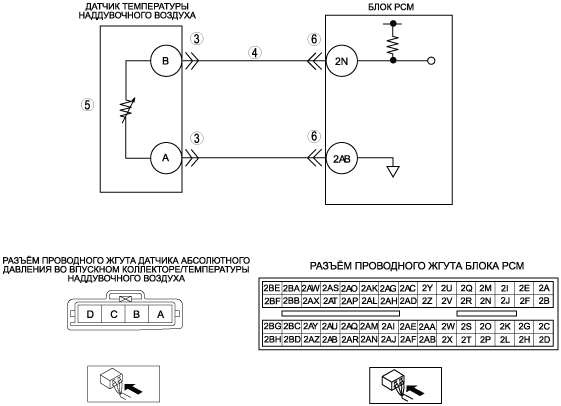 ДАТЧИК ТЕМПЕРАТУРЫ
НАДДУВОЧНОГО ВОЗДУХА
БЛОК PCM
3
4
6
B
2N
5
3
6
A
2AB
РАЗЪЁМ ПРОВОДНОГО ЖГУТА ДАТЧИКА АБСОЛЮТНОГО
ДАВЛЕНИЯ ВО ВПУСКНОМ КОЛЛЕКТОРЕ/ТЕМПЕРАТУРЫ
НАДДУВОЧНОГО ВОЗДУХА
D C B A
РАЗЪЁМ ПРОВОДНОГО ЖГУТА БЛОКА PCM
2BE 2BA 2AW 2AS 2AO 2AK 2AG 2AC 2Y 2U 2Q 2M 2I 2E 2A
2BF 2BB 2AX 2AT 2AP 2AL 2AH 2AD 2Z 2V 2R 2N 2J 2F 2B
2BG 2BC 2AY 2AU 2AQ 2AM 2AI 2AE 2AA 2W 2S 2O 2K 2G 2C
2BH 2BD 2AZ 2AB 2AR 2AN 2AJ 2AF 2AB 2X 2T 2P 2L 2H 2D